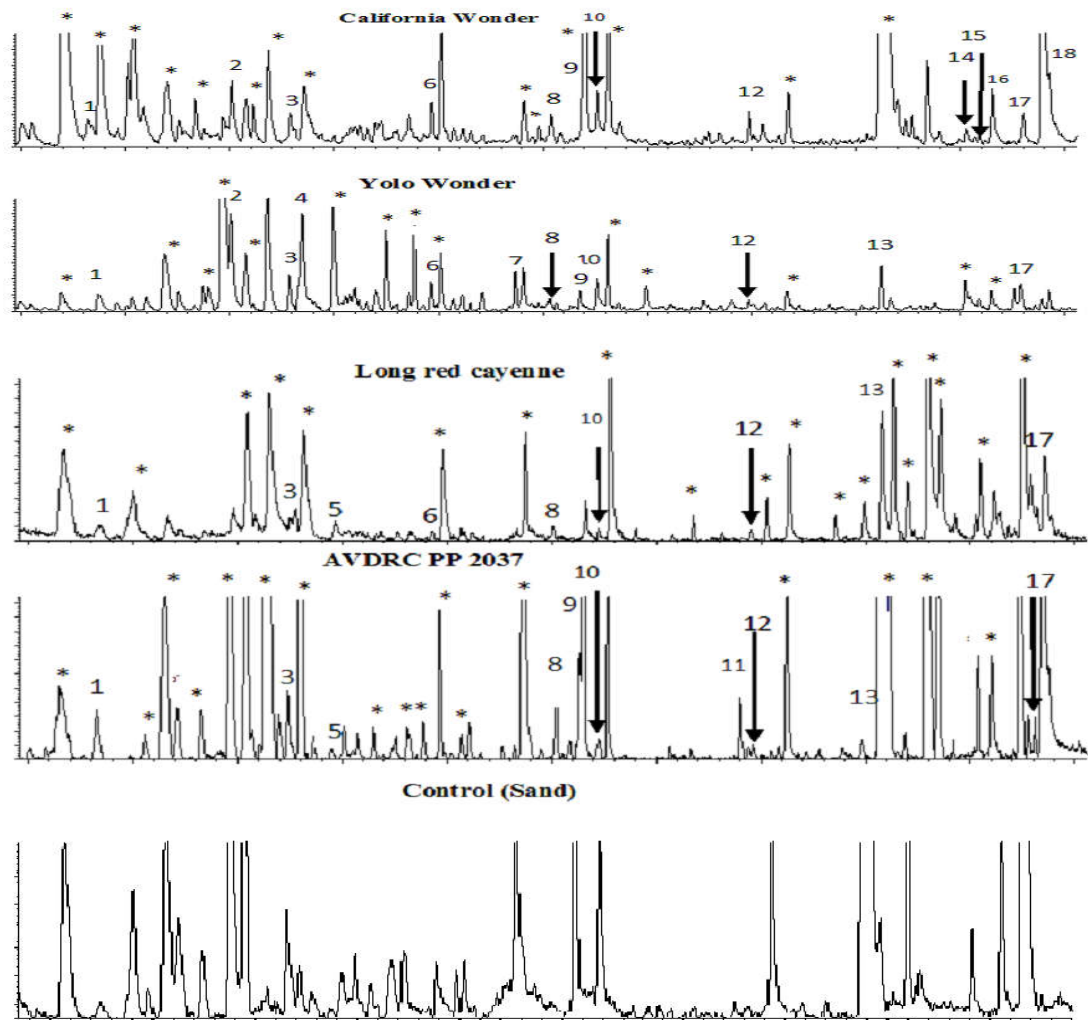 California Wonder
* * * * * 2 * * 3 * 6 * * 8 * 9 10 * 12 * * 14 15 16 17 18
1
Yolo Wonder
* 1 * * * 2 * 3 4 * * * 6 * 7 8 9 10 * * 12 * 13 * * 17
Long red cayenne
* 1 * * * 3 * 5 6 * * 8 10 * * 12 * * * * 13 * * * * * * 17
AVDRC PP 2037
* 1 * * * * * 3 * 5 * * * * * * 8 9 10 11 12 * 13 * * * 17
Control (Sand)